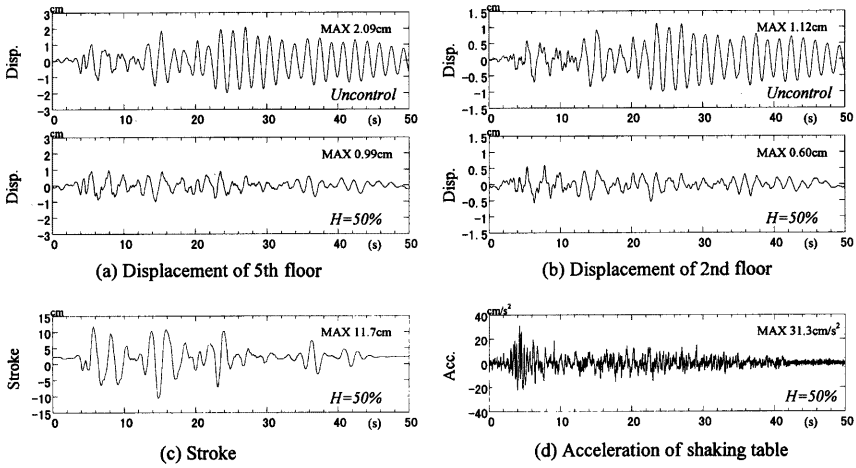 cm
3
2
1
0
-1
-2
-3
Disp.
MAX 2.09cm
Uncontrol
0 10 20 30 40 (s) 50
cm
3
2
1
0
-1
-2
-3
Disp.
MAX 0.99cm
H=50%
0 10 20 30 40 (s) 50
(a) Displacement of 5th floor
cm
1.5
1
0.5
0
-0.5
-1
-1.5
Disp.
MAX 1.12cm
Uncontrol
0 10 20 30 40 (s) 50
cm
1.5
1
0.5
0
-0.5
-1
-1.5
Disp.
MAX 0.60cm
H=50%
0 10 20 30 40 (s) 50
(b) Displacement of 2nd floor
cm
15
10
5
0
-5
-10
-15
Stroke
MAX 11.7cm
H=50%
0 10 20 30 40 (s) 50
(c) Stroke
cm/s²
40
20
0
-20
-40
Acc.
MAX 31.3cm/s²
H=50%
0 10 20 30 40 (s) 50
(d) Acceleration of shaking table